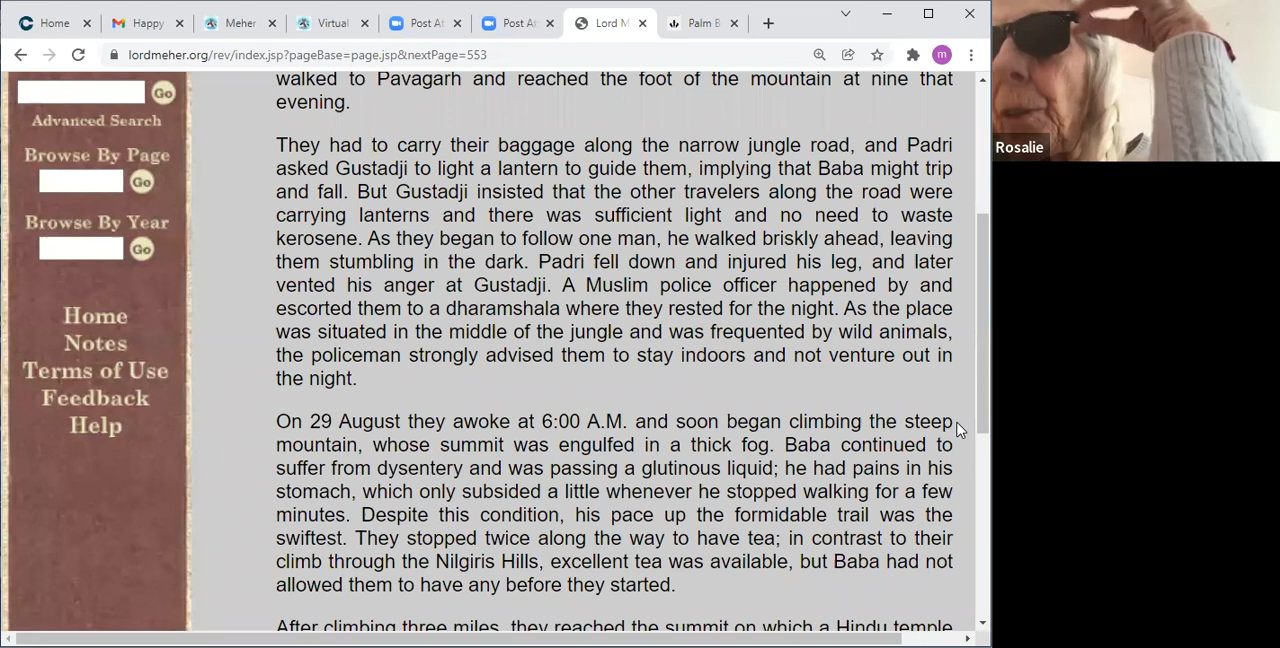 Home
Happy
Meher
Virtual
Post At
Post At
Lord M
Palm B
lordmeher.org/rev/index.jsp?pageBase=page.jsp&nextPage=553
m
Go
Advanced Search
Browse By Page
Go
Browse By Year
Go
Home
Notes
Terms of Use
Feedback
Help
walked to Pavagarh and reached the foot of the mountain at nine that
evening.
They had to carry their baggage along the narrow jungle road, and Padri
asked Gustadji to light a lantern to guide them, implying that Baba might trip
and fall. But Gustadji insisted that the other travelers along the road were
carrying lanterns and there was sufficient light and no need to waste
kerosene. As they began to follow one man, he walked briskly ahead, leaving
them stumbling in the dark. Padri fell down and injured his leg, and later
vented his anger at Gustadji. A Muslim police officer happened by and
escorted them to a dharamshala where they rested for the night. As the place
was situated in the middle of the jungle and was frequented by wild animals,
the policeman strongly advised them to stay indoors and not venture out in
the night.
On 29 August they awoke at 6:00 A.M. and soon began climbing the steep
mountain, whose summit was engulfed in a thick fog. Baba continued to
suffer from dysentery and was passing a glutinous liquid; he had pains in his
stomach, which only subsided a little whenever he stopped walking for a few
minutes. Despite this condition, his pace up the formidable trail was the
swiftest. They stopped twice along the way to have tea; in contrast to their
climb through the Nilgiris Hills, excellent tea was available, but Baba had not
allowed them to have any before they started.
After climbing three miles, they reached the summit on which a Hindu temple
Rosalie